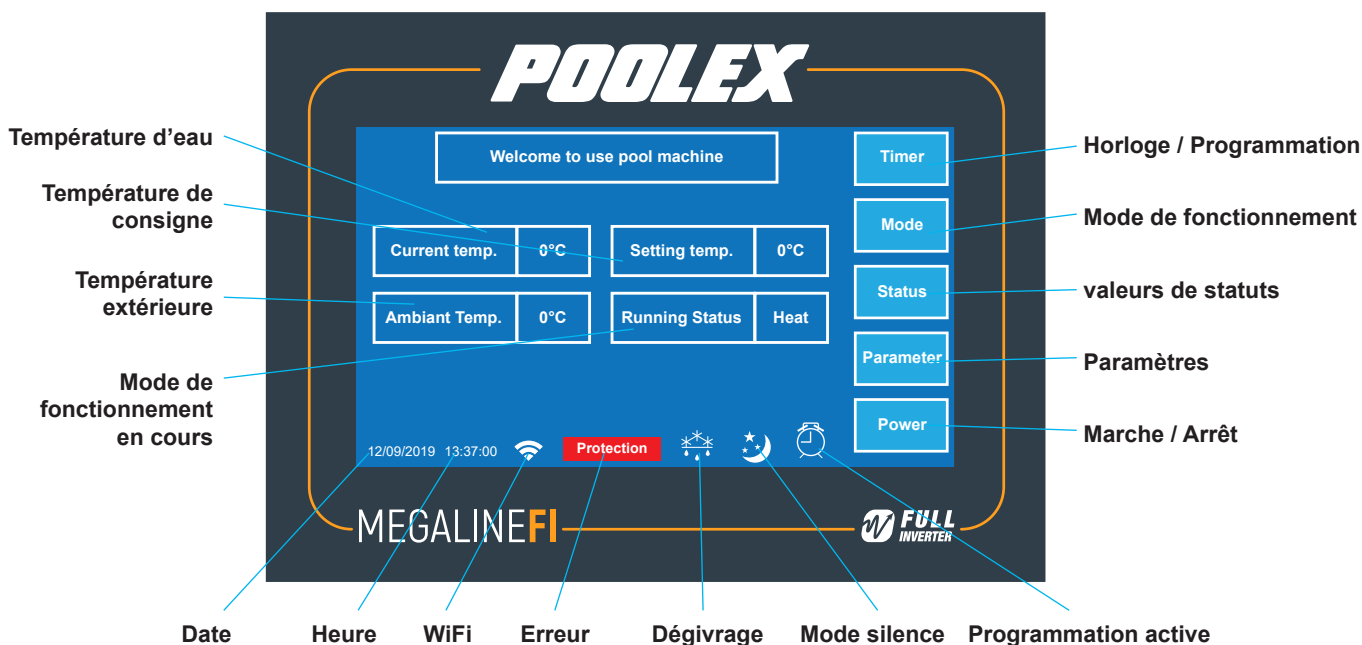 POOLEX
Température d'eau
Welcome to use pool machine
Timer
Horloge / Programmation
Température de
consigne
Mode
Mode de fonctionnement
Current temp.
0°C
Setting temp.
0°C
Température
extérieure
Status
valeurs de statuts
Ambiant Temp.
0°C
Running Status
Heat
Parameter
Paramètres
Mode de
fonctionnement
en cours
Power
Marche / Arrêt
12/09/2019 13:37:00
Protection
MEGALINEFI
FULL
INVERTER
Date
Heure
WiFi
Erreur
Dégivrage
Mode silence
Programmation active